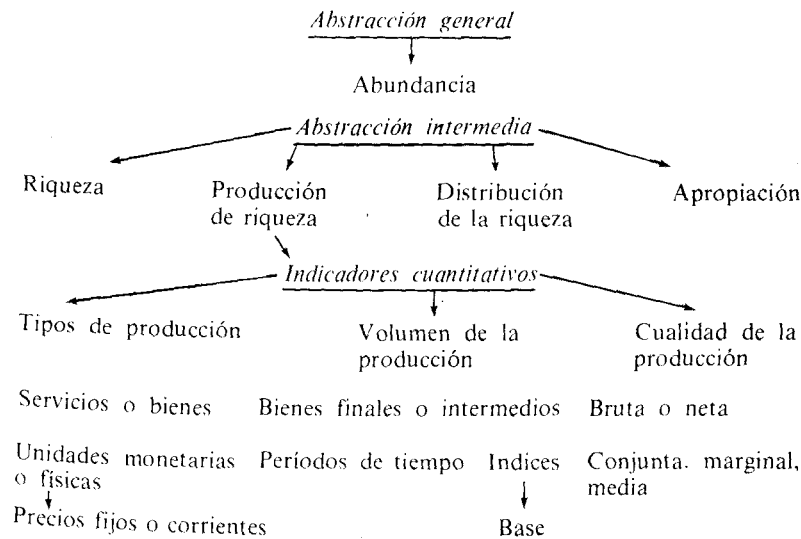 Abstracción general
Abundancia
Abstracción intermedia
Riqueza
Producción
de riqueza
Distribución
de la riqueza
Apropiación
Indicadores cuantitativos
Tipos de producción
Volumen de la
producción
Cualidad de la
producción
Servicios o bienes
Bienes finales o intermedios
Bruta o neta
Unidades monetarias
o físicas
Períodos de tiempo
Indices
Conjunta. marginal,
media
Precios fijos o corrientes
Base